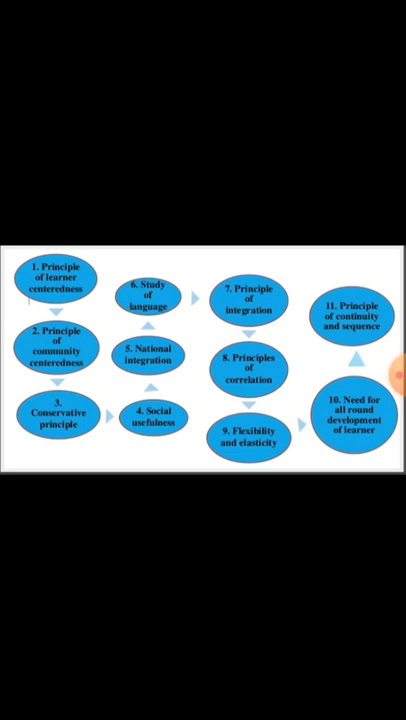 1. Principle
of learner
centeredness
2. Principle
of
community
centeredness
3.
Conservative
principle
4. Social
usefulness
5. National
integration
6. Study
of
language
7. Principle
of
integration
8. Principles
of
correlation
9. Flexibility
and elasticity
10. Need for
all round
development
of learner
11. Principle
of continuity
and sequence